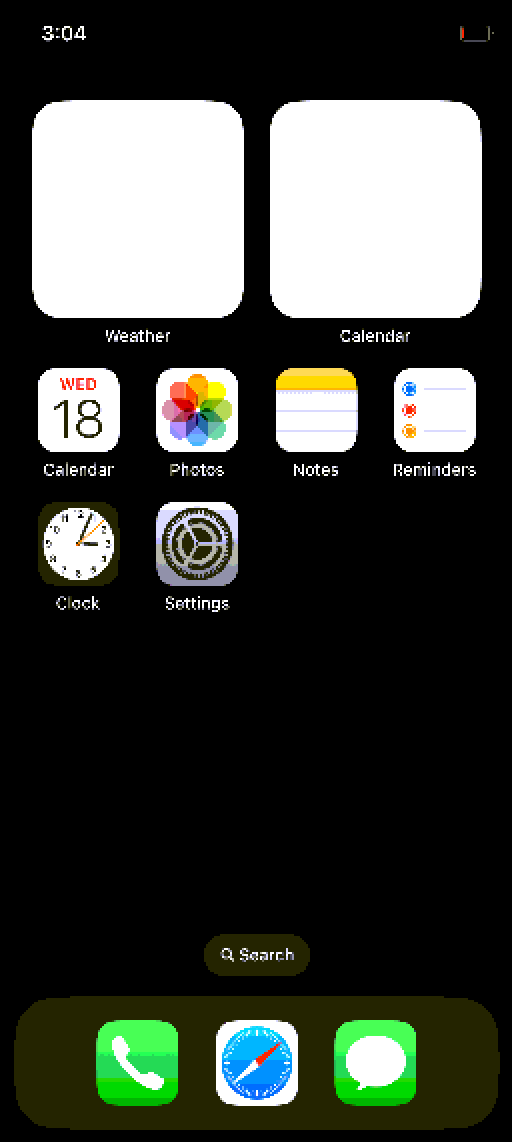 3:04
Weather
Calendar
WED
18
Calendar
Photos
Notes
Reminders
Clock
Settings
Search